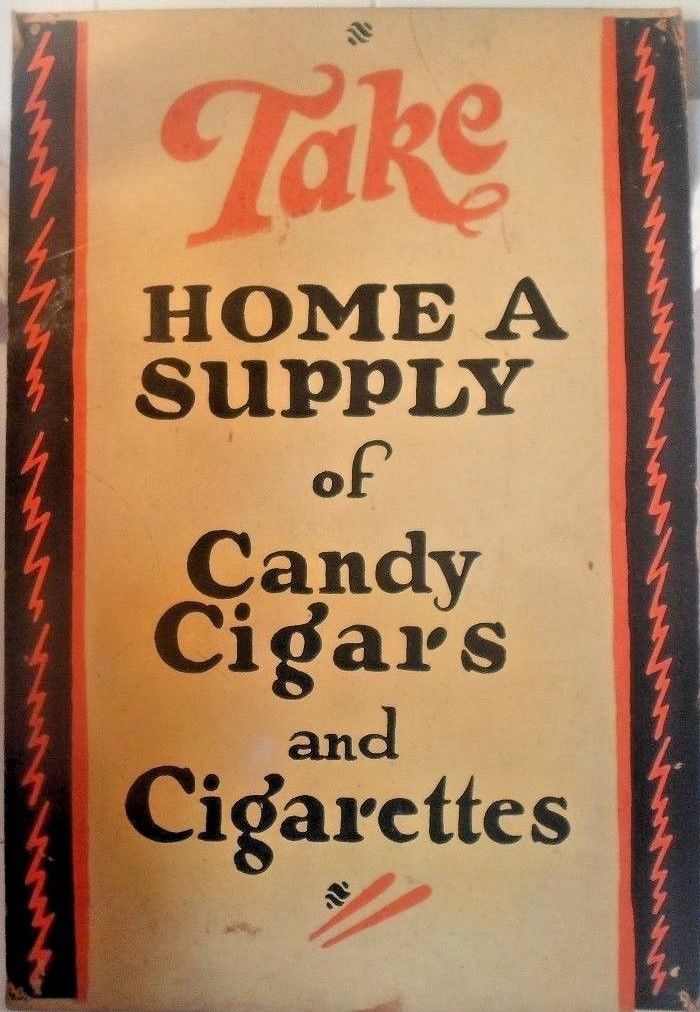 Take
HOME A
SUPPLY
of
Candy
Cigars
and
Cigarettes